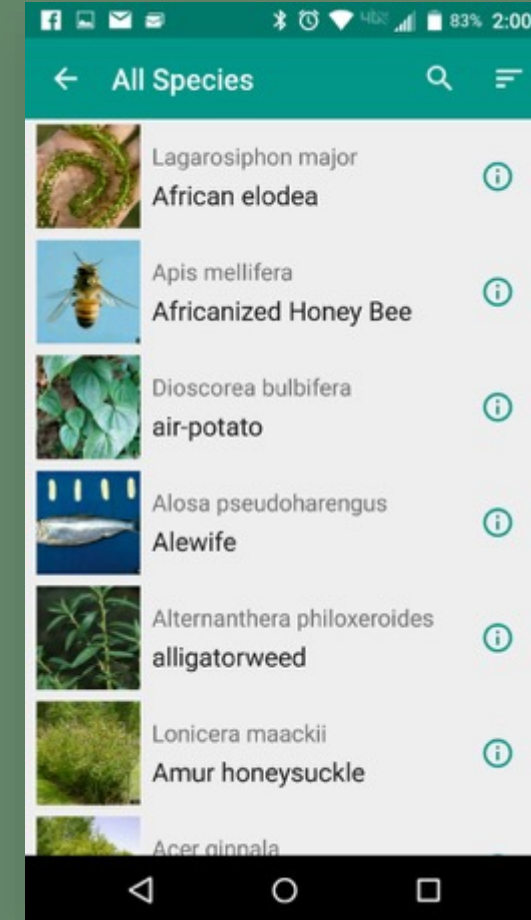 83% 2:00
All Species
Lagarosiphon major
African elodea
Apis mellifera
Africanized Honey Bee
Dioscorea bulbifera
air-potato
Alosa pseudoharengus
Alewife
Alternanthera philoxeroides
alligatorweed
Lonicera maackii
Amur honeysuckle
Acer ginnala